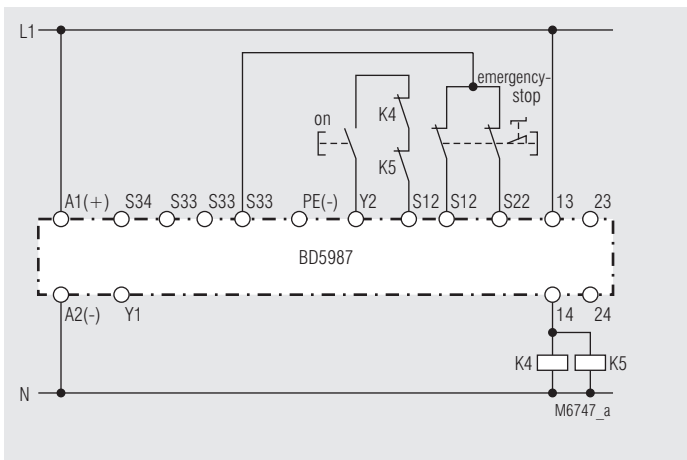 L1
emergency-
stop
on
K4
K5
A1(+) S34 S33 S33 S33 PE(-) Y2 S12 S12 S22 13 23
BD5987
A2(-) Y1 14 24
K4 K5
N
M6747_a